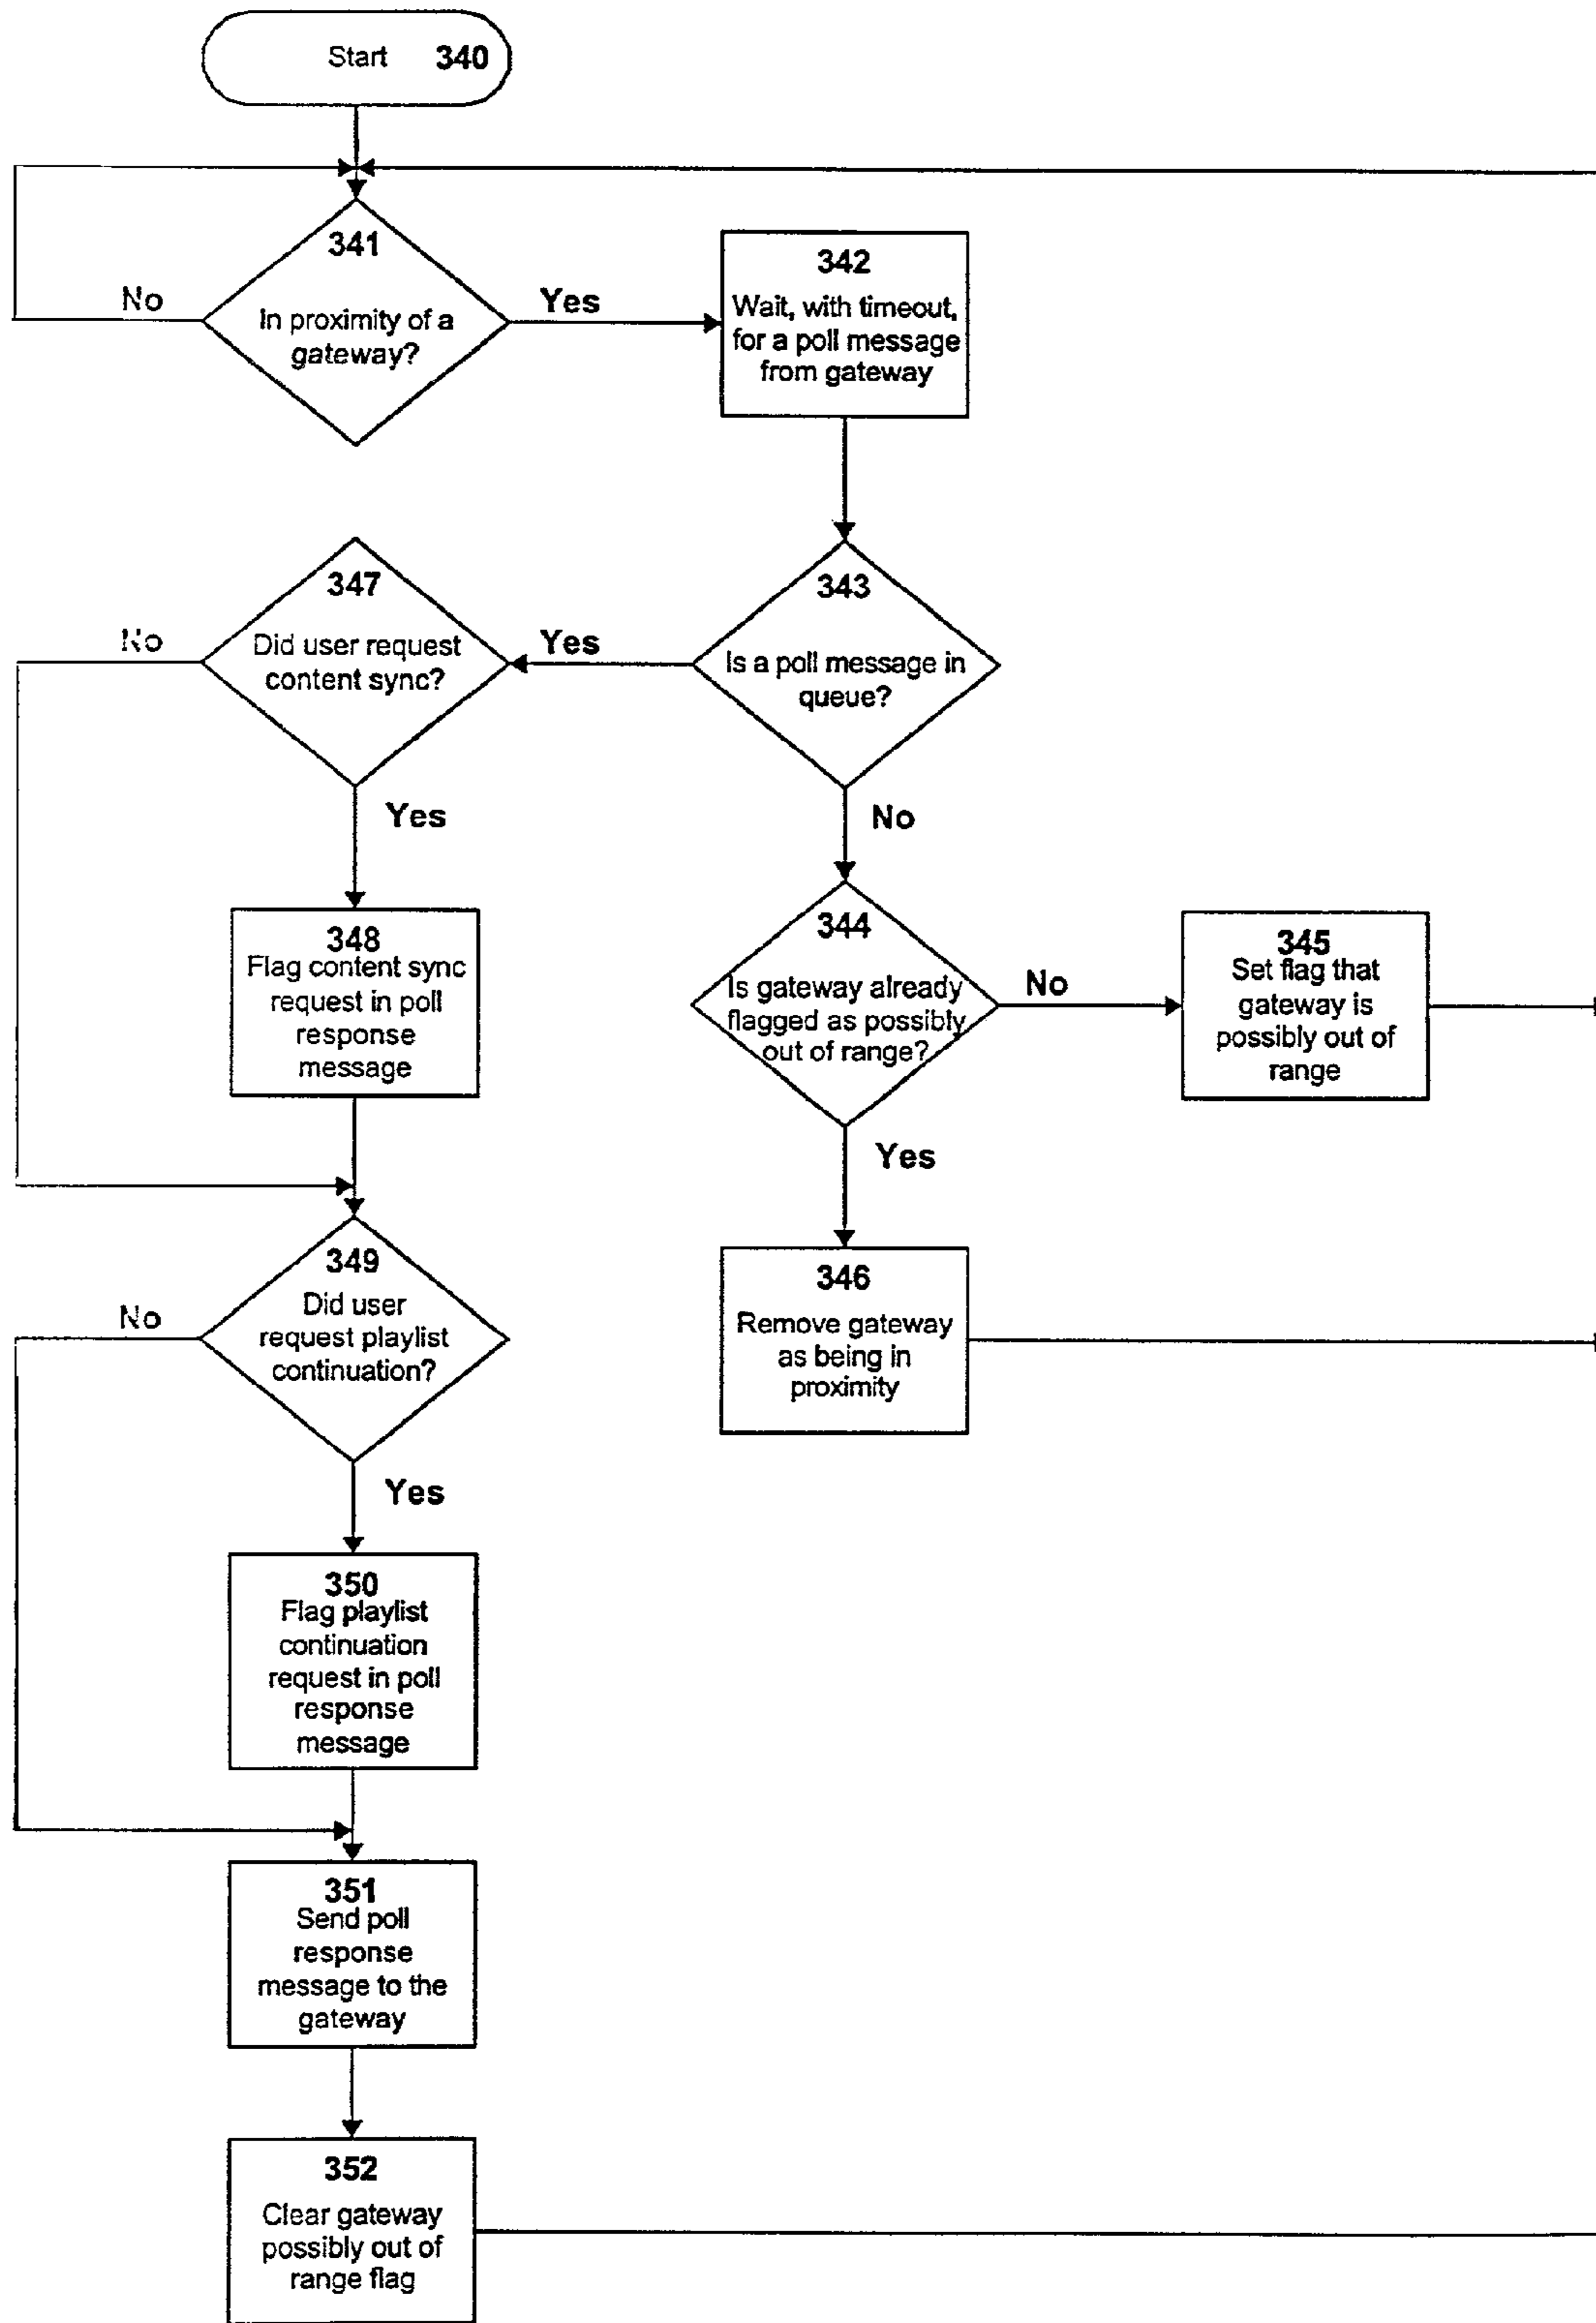 Start 340
341
In proximity of a
gateway?
No
Yes
342
Wait, with timeout,
for a poll message
from gateway
343
Is a poll message in
queue?
Yes
No
347
Did user request
content sync?
No
Yes
348
Flag content sync
request in poll
response
message
344
Is gateway already
flagged as possibly
out of range?
No
Yes
345
Set flag that
gateway is
possibly out of
range
346
Remove gateway
as being in
proximity
349
Did user
request playlist
continuation?
No
Yes
350
Flag playlist
continuation
request in poll
response
message
351
Send poll
response
message to the
gateway
352
Clear gateway
possibly out of
range flag